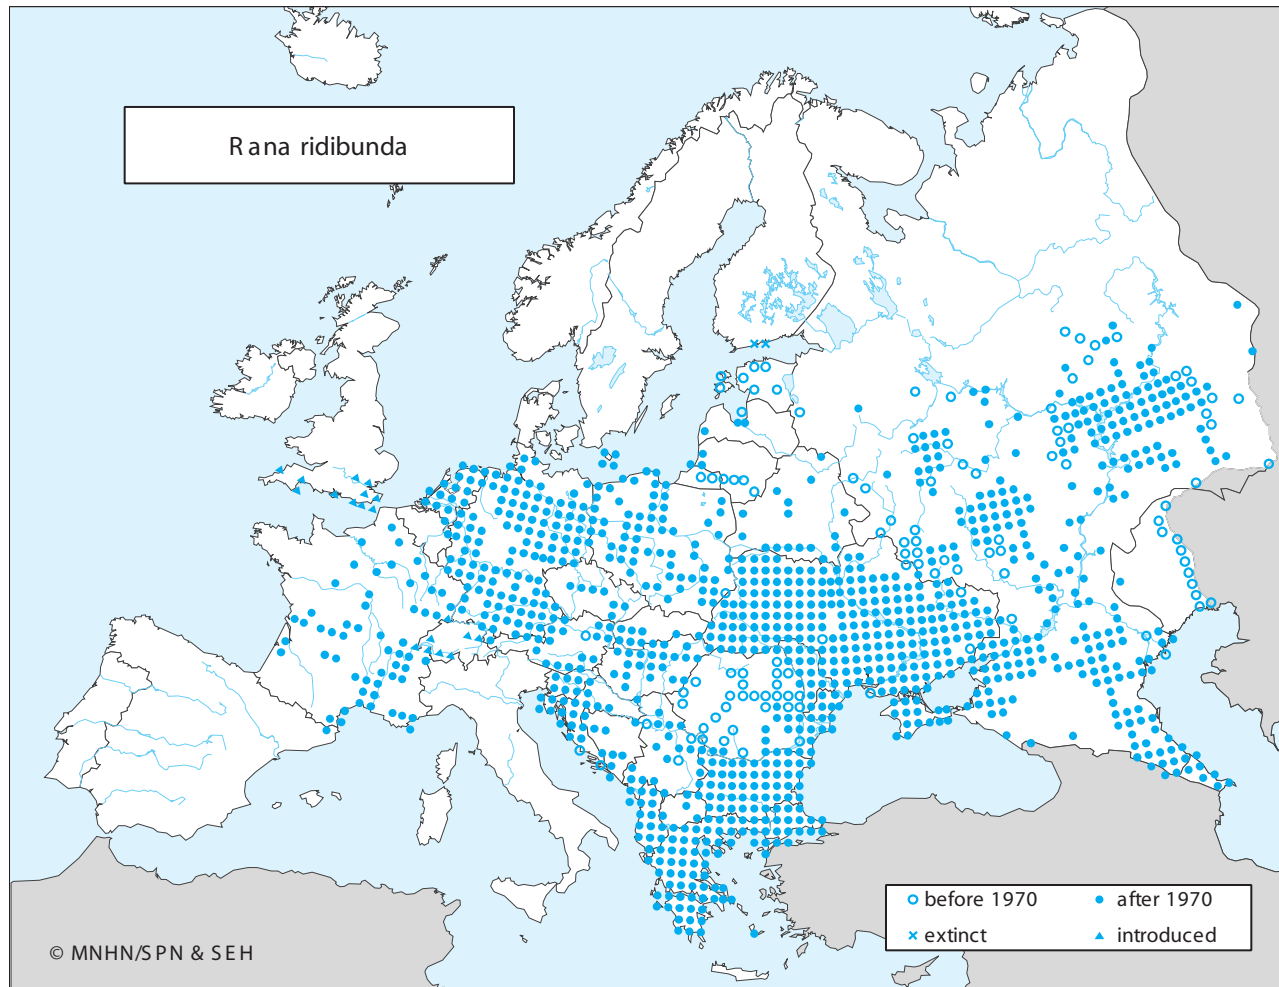 Rana ridibunda
before 1970
after 1970
extinct
introduced
© MNHN/SPN & SEH